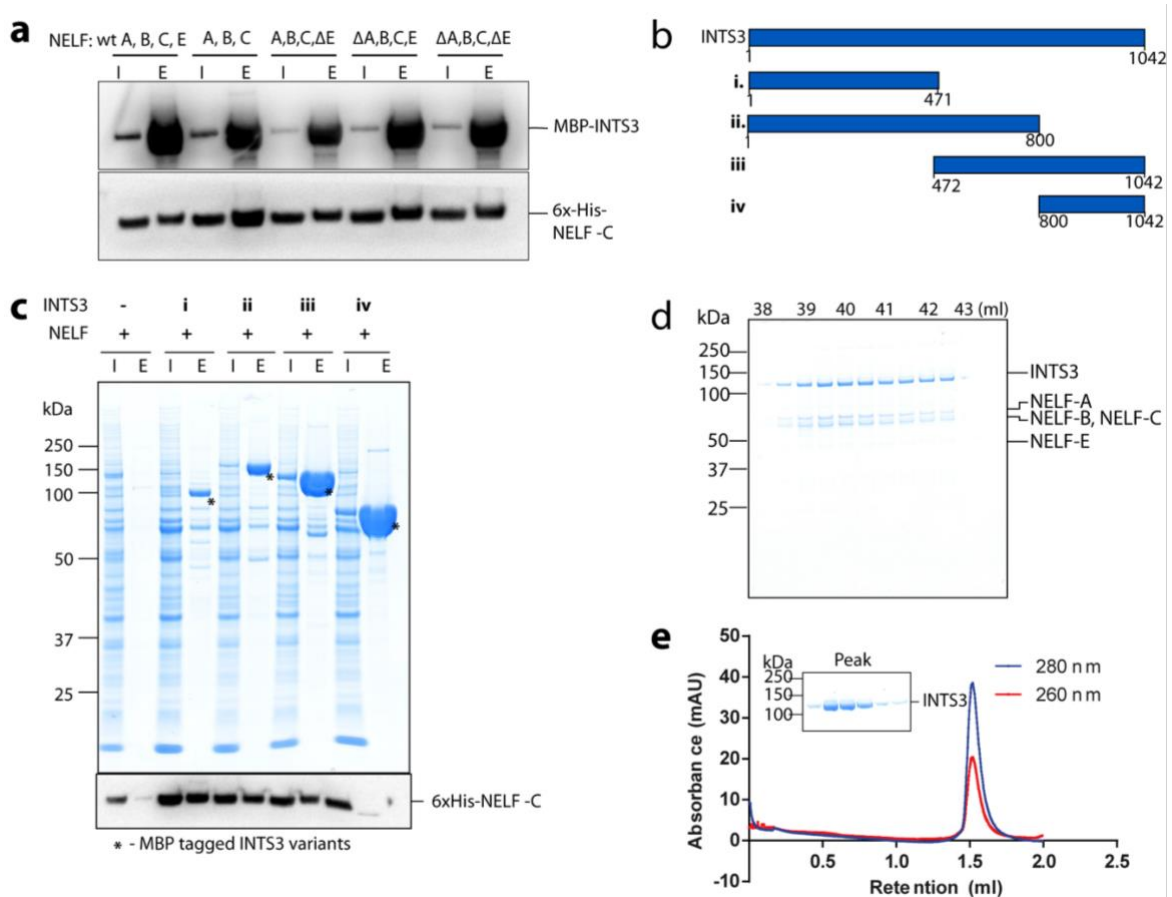 a
NELF: wt A, B, C, E A, B, C A,B,C,ΔE ΔA,B,C,E ΔA,B,C,ΔE
I E I E I E I E I E
MBP-INTS3
6x-His-
NELF -C
b
INTS3
1 1042
i.
1 471
ii.
1 800
iii
472 1042
iv
800 1042
c
INTS3 - i ii iii iv
NELF + + + + +
I E I E I E I E I E
kDa
250
150
100
50
37
25
* * * *
6xHis-NELF -C
* - MBP tagged INTS3 variants
d
kDa 38 39 40 41 42 43 (ml)
250
150
100
50
37
25
INTS3
NELF-A
NELF-B, NELF-C
NELF-E
e
50
40
30
20
10
0
-10
Absorban ce (mAU)
kDa Peak
250
150
100
INTS3
280 nm
260 nm
0.5 1.0 1.5 2.0 2.5
Rete ntion (ml)